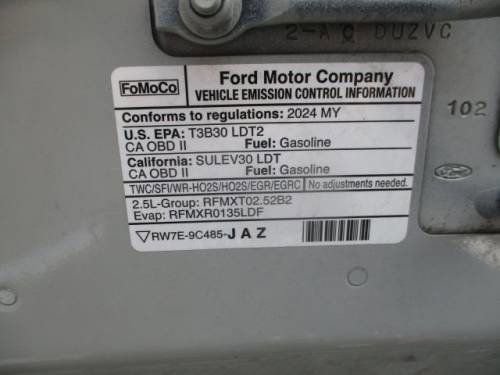 2-A DU2VC
102
FoMoCo
Ford Motor Company
VEHICLE EMISSION CONTROL INFORMATION
Conforms to regulations: 2024 MY
U.S. EPA: T3B30 LDT2
CA OBD II Fuel: Gasoline
California: SULEV30 LDT
CA OBD II Fuel: Gasoline
TWC/SFI/WR-HO2S/HO2S/EGR/EGRC No adjustments needed.
2.5L-Group: RFMXT02.52B2
Evap: RFMXR0135LDF
RW7E-9C485-JAZ